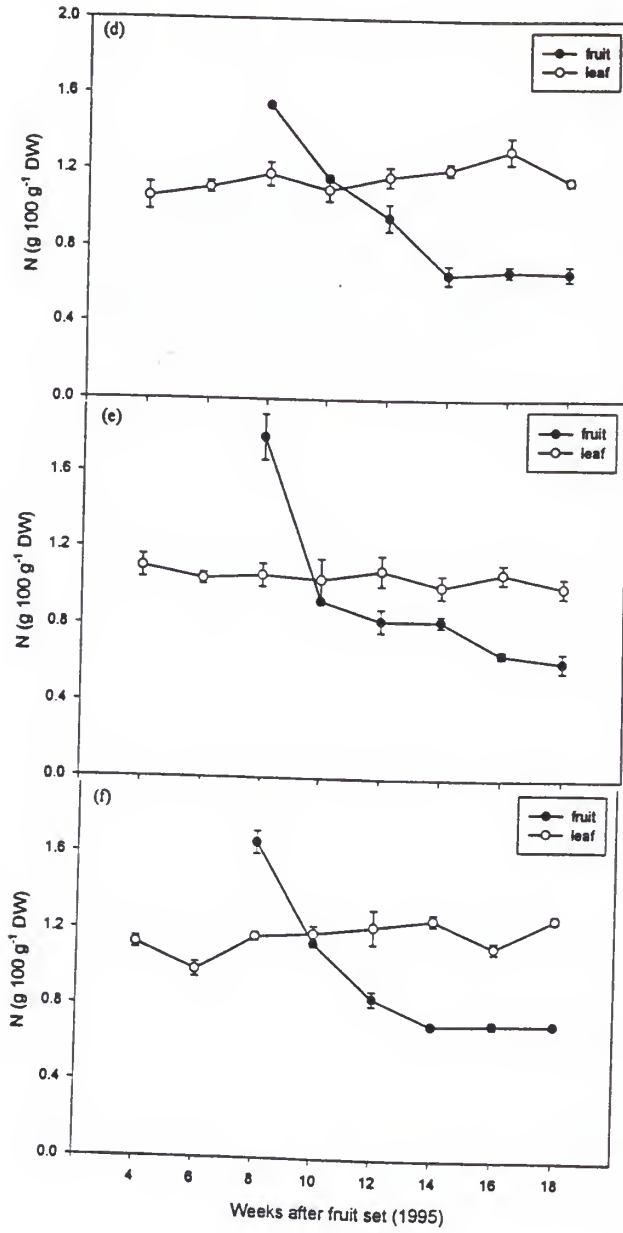 2.0
(d)
fruit
leaf
1.6
1.2
0.8
0.4
0.0
N (g 100 g⁻¹ DW)
(e)
fruit
leaf
1.6
1.2
0.8
0.4
0.0
N (g 100 g⁻¹ DW)
(f)
fruit
leaf
1.6
1.2
0.8
0.4
0.0
N (g 100 g⁻¹ DW)
4 6 8 10 12 14 16 18
Weeks after fruit set (1995)